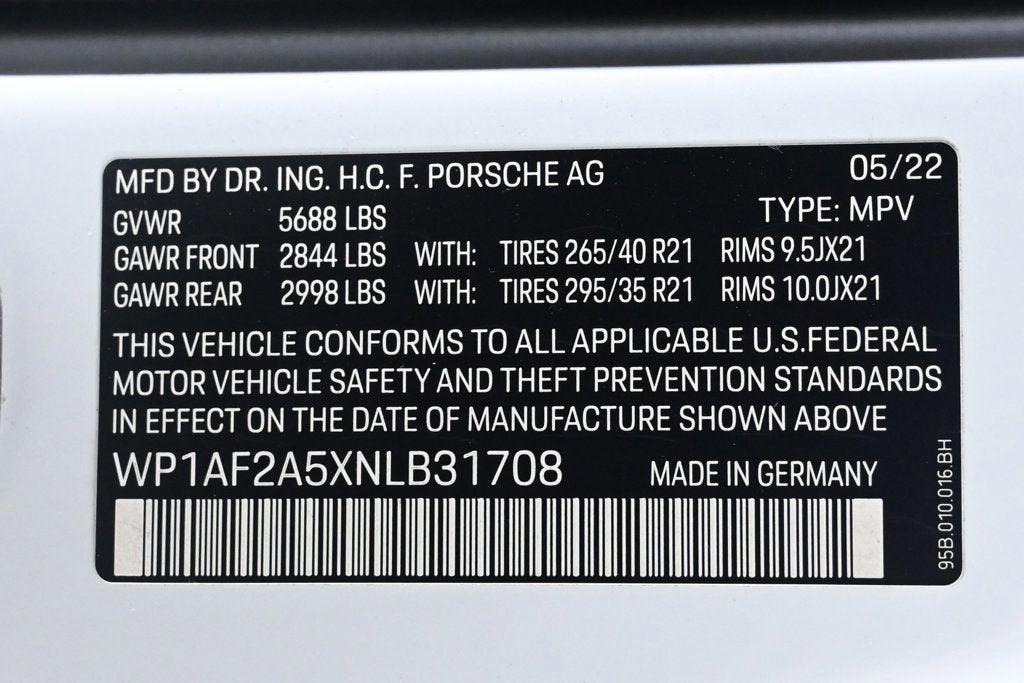 MFD BY DR. ING. H.C. F. PORSCHE AG 05/22
GVWR 5688 LBS TYPE: MPV
GAWR FRONT 2844 LBS WITH: TIRES 265/40 R21 RIMS 9.5JX21
GAWR REAR 2998 LBS WITH: TIRES 295/35 R21 RIMS 10.0JX21
THIS VEHICLE CONFORMS TO ALL APPLICABLE U.S.FEDERAL
MOTOR VEHICLE SAFETY AND THEFT PREVENTION STANDARDS
IN EFFECT ON THE DATE OF MANUFACTURE SHOWN ABOVE
WP1AF2A5XNLB31708 MADE IN GERMANY
95B.010.016.BH